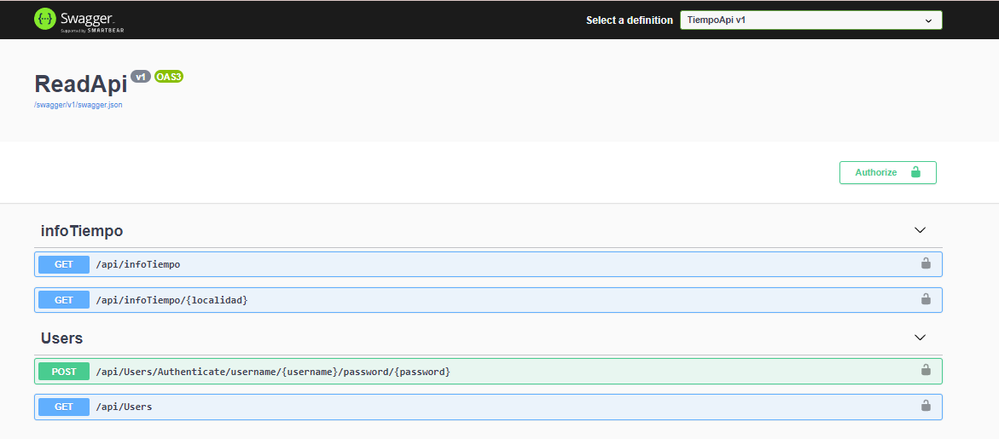 Swagger.
Supported by SMARTBEAR
Select a definition
TiempoApi v1
ReadApi v1 OAS3
/swagger/v1/swagger.json
Authorize
infoTiempo
GET /api/infoTiempo
GET /api/infoTiempo/{localidad}
Users
POST /api/Users/Authenticate/username/{username}/password/{password}
GET /api/Users